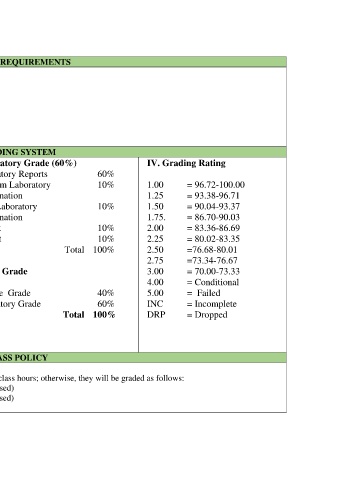 REQUIREMENTS
DING SYSTEM
atory Grade (60%)
tory Reports 60%
m Laboratory 10%
nation
Laboratory 10%
nation
10%
t 10%
Total 100%
Grade
e Grade 40%
tory Grade 60%
Total 100%
IV. Grading Rating
1.00 = 96.72-100.00
1.25 = 93.38-96.71
1.50 = 90.04-93.37
1.75. = 86.70-90.03
2.00 = 83.36-86.69
2.25 = 80.02-83.35
2.50 =76.68-80.01
2.75 =73.34-76.67
3.00 = 70.00-73.33
4.00 = Conditional
5.00 = Failed
INC = Incomplete
DRP = Dropped
ASS POLICY
class hours; otherwise, they will be graded as follows:
sed)
sed)